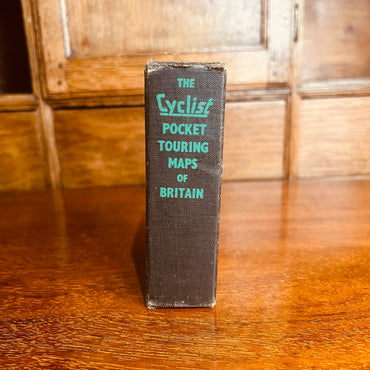 THE
Cyclist
POCKET
TOURING
MAPS
OF
BRITAIN